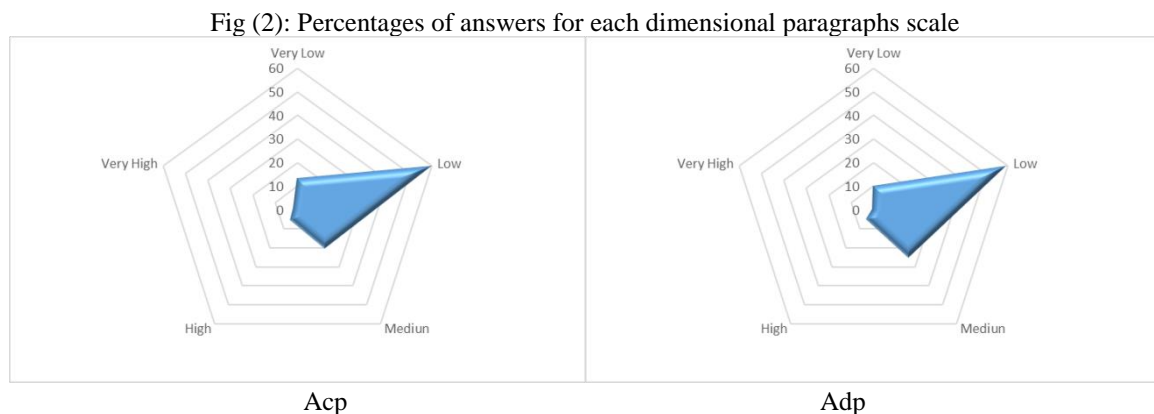 Fig (2): Percentages of answers for each dimensional paragraphs scale
Very Low
60
50
40
30
20
10
0
Very High
Low
High
Mediun
Very Low
60
50
40
30
20
10
0
Very High
Low
High
Mediun
Acp
Adp